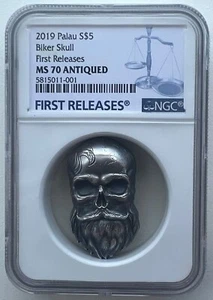 2019 Palau S$5
Biker Skull
First Releases
MS 70 ANTIQUED
5815011-001
FIRST RELEASES®
NGC®